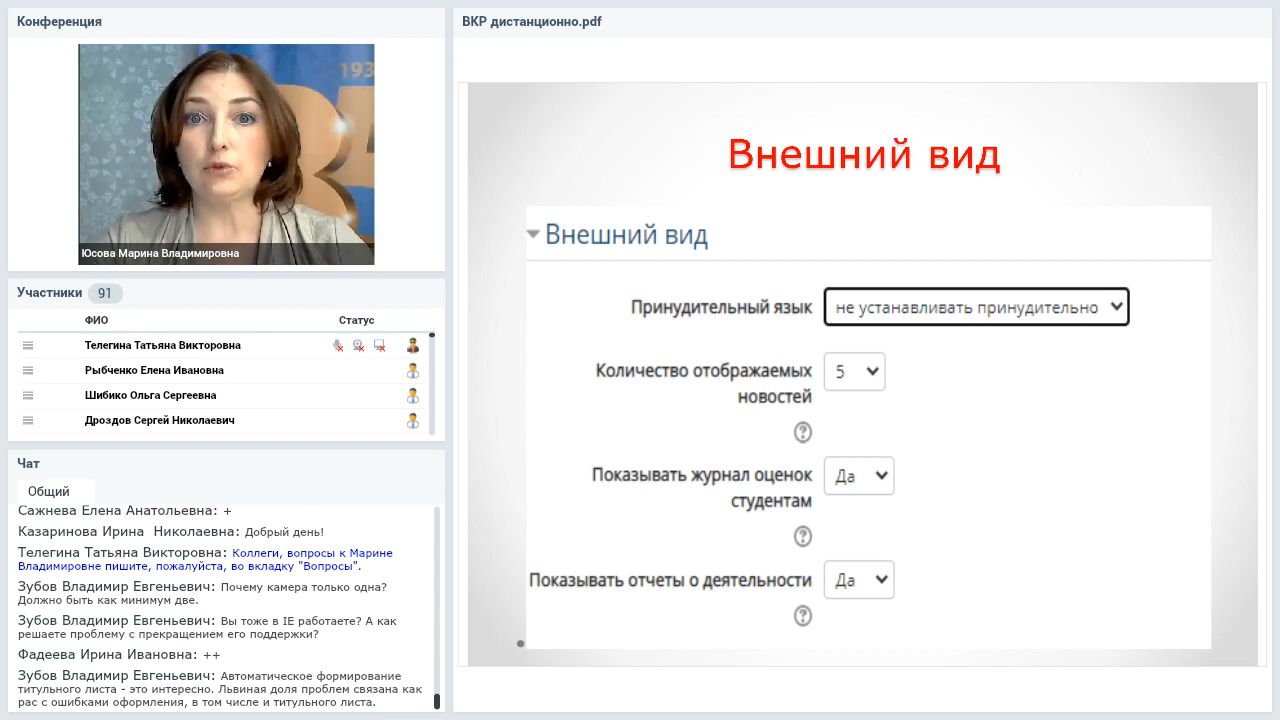 Конференция
193
Юсова Марина Владимировна
Участники 91
ФИО Статус
Телегина Татьяна Викторовна
Рыбченко Елена Ивановна
Шибико Ольга Сергеевна
Дроздов Сергей Николаевич
Чат
Общий
Сажнева Елена Анатольевна: +
Казаринова Ирина  Николаевна: Добрый день!
Телегина Татьяна Викторовна: Коллеги, вопросы к Марине
Владимировне пишите, пожалуйста, во вкладку "Вопросы".
Зубов Владимир Евгеньевич: Почему камера только одна?
Должно быть как минимум две.
Зубов Владимир Евгеньевич: Вы тоже в IE работаете? А как
решаете проблему с прекращением его поддержки?
Фадеева Ирина Ивановна: ++
Зубов Владимир Евгеньевич: Автоматическое формирование
титульного листа - это интересно. Львиная доля проблем связана как
рас с ошибками оформления, в том числе и титульного листа.
ВКР дистанционно.pdf
Внешний вид
Внешний вид
Принудительный язык не устанавливать принудительно
Количество отображаемых 5
новостей
Показывать журнал оценок Да
студентам
Показывать отчеты о деятельности Да